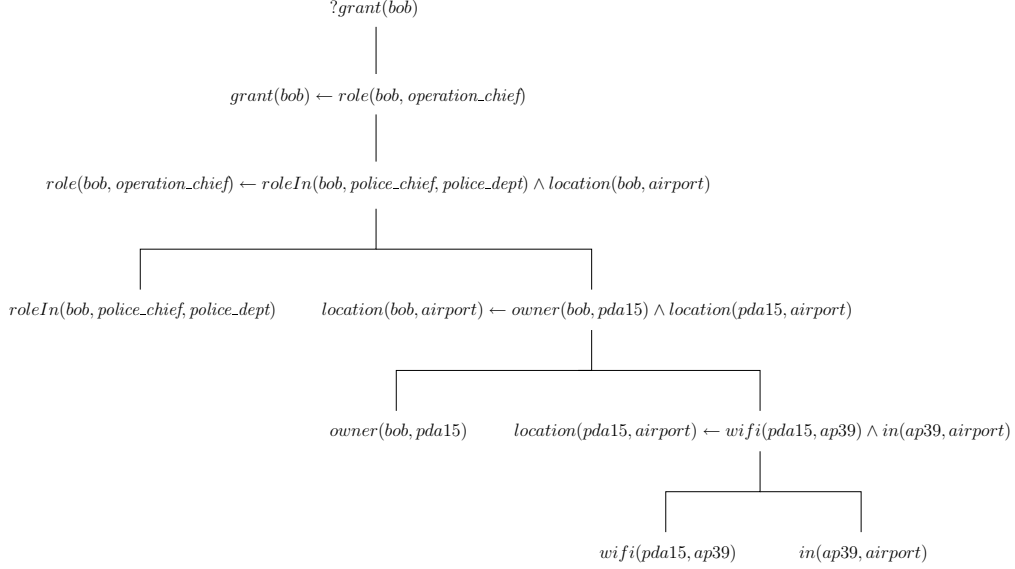 ?grant(bob)
grant(bob) ← role(bob, operation_chief)
role(bob, operation_chief) ← roleIn(bob, police_chief, police_dept) ∧ location(bob, airport)
roleIn(bob, police_chief, police_dept)
location(bob, airport) ← owner(bob, pda15) ∧ location(pda15, airport)
owner(bob, pda15)
location(pda15, airport) ← wifi(pda15, ap39) ∧ in(ap39, airport)
wifi(pda15, ap39)
in(ap39, airport)